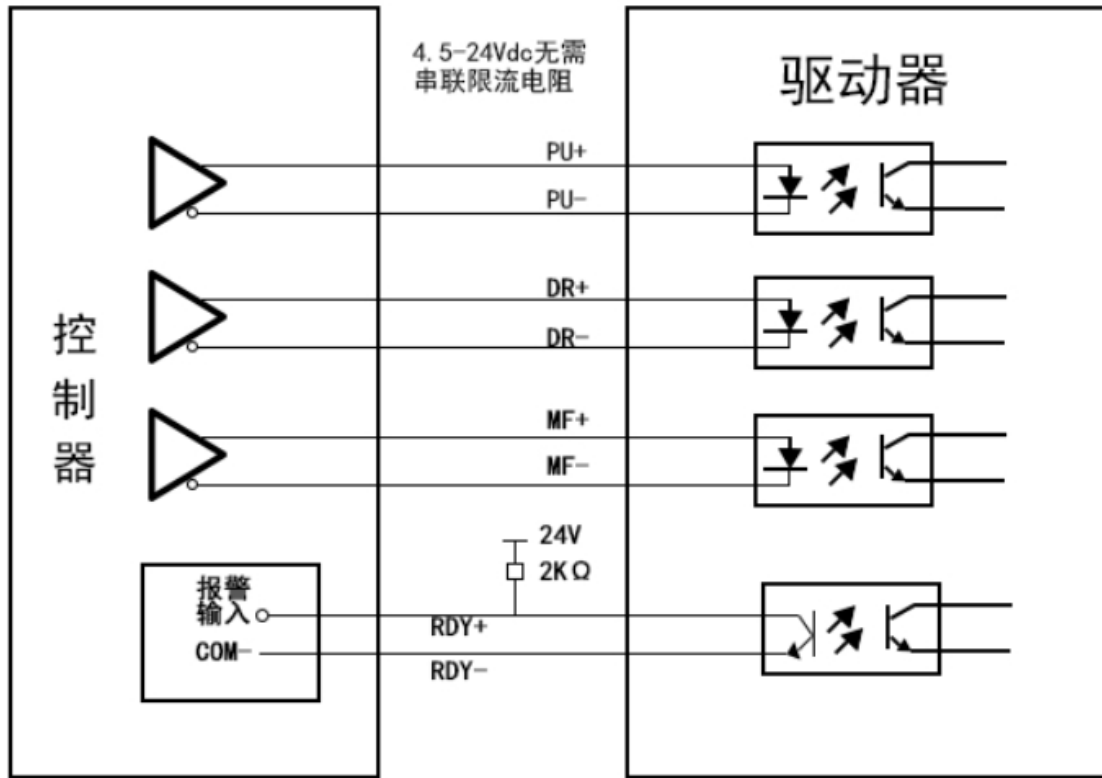 4.5-24Vdc无需
串联限流电阻
驱动器
PU+
PU-
DR+
DR-
控
制
器
MF+
MF-
24V
2KΩ
报警
输入
RDY+
COM-
RDY-